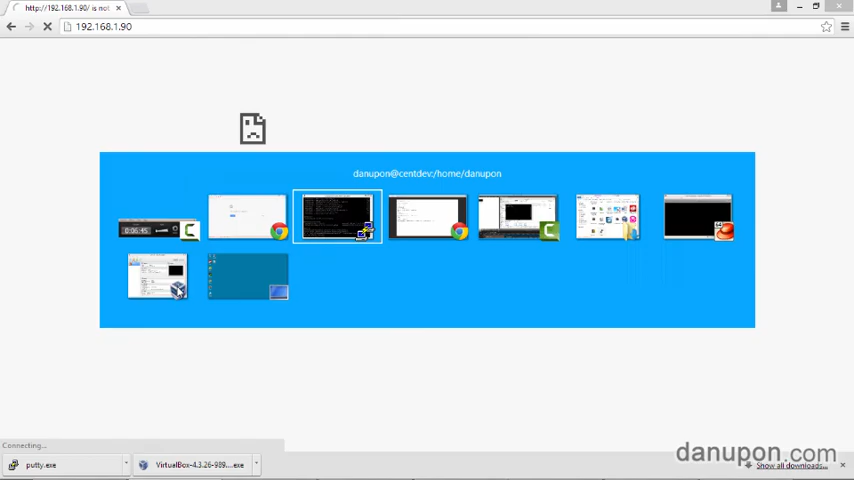 http://192.168.1.90/ is not
192.168.1.90
danupon@centdev:/home/danupon
0:06:45
64
Connecting...
putty.exe
VirtualBox-4.3.26-989....exe
danupon.com
Show all downloads...